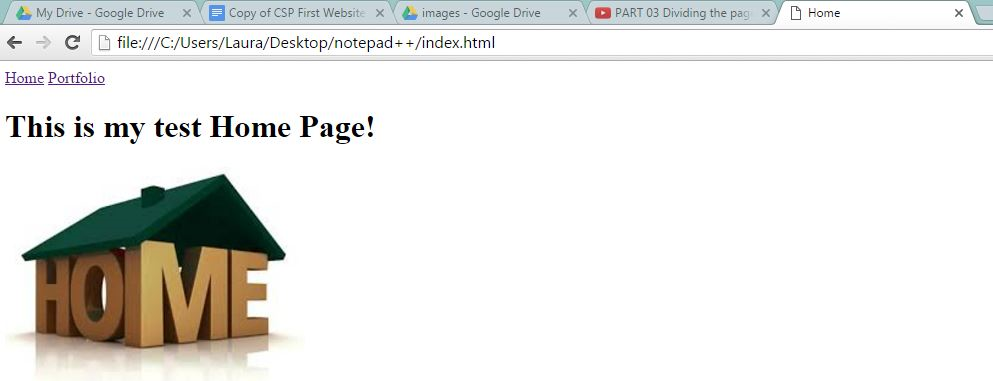 My Drive - Google Drive
Copy of CSP First Website
images - Google Drive
PART 03 Dividing the pag
Home
file:///C:/Users/Laura/Desktop/notepad++/index.html
Home Portfolio
This is my test Home Page!
HOME